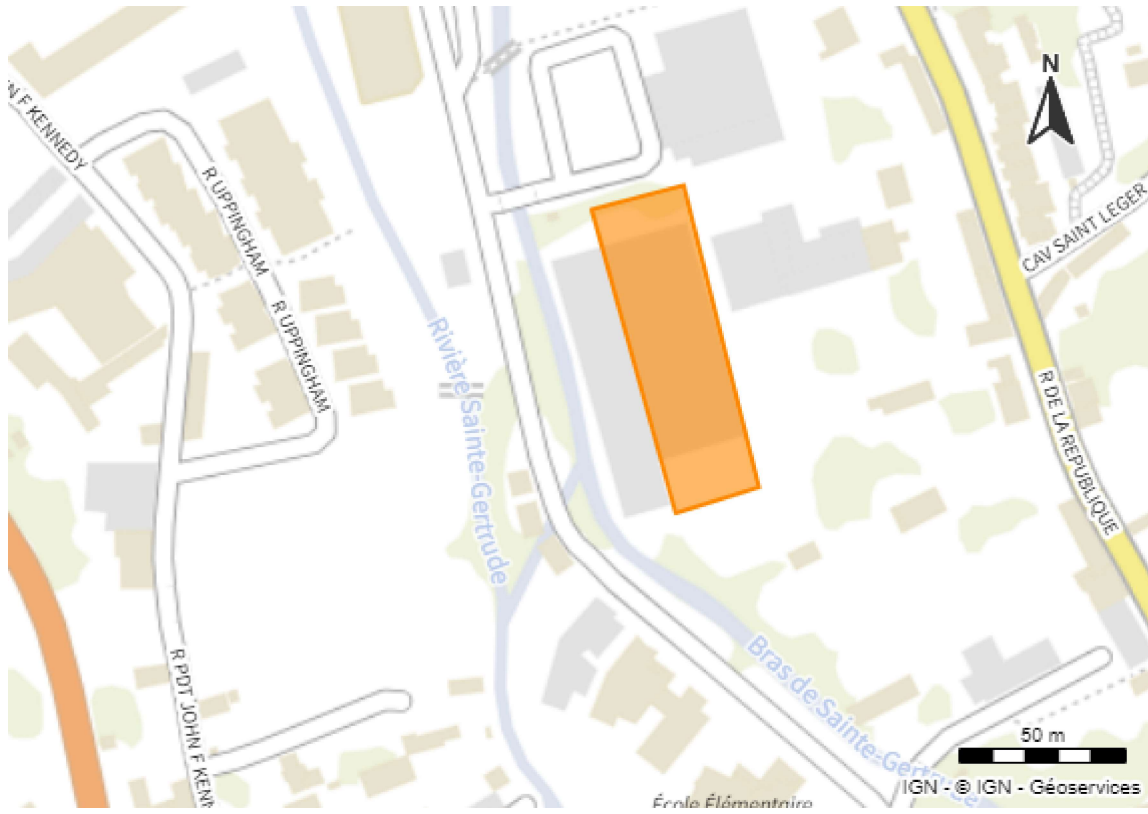 N
N F KENNEDY
R UPPINGHAM
CAV SAINT LEGER
R UPPINGHAM
Rivière Sainte-Gertrude
R DE LA REPUBLIQUE
R PDT JOHN F KENN
Bras de Sainte-Gertrude
50 m
IGN - © IGN - Géoservices
École Élémentaire